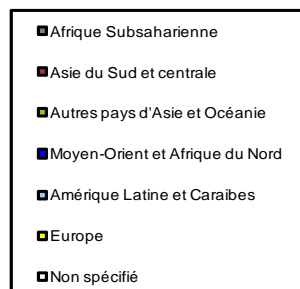 Afrique Subsaharienne
Asie du Sud et centrale
Autres pays d'Asie et Océanie
Moyen-Orient et Afrique du Nord
Amérique Latine et Caraibes
Europe
Non spécifié